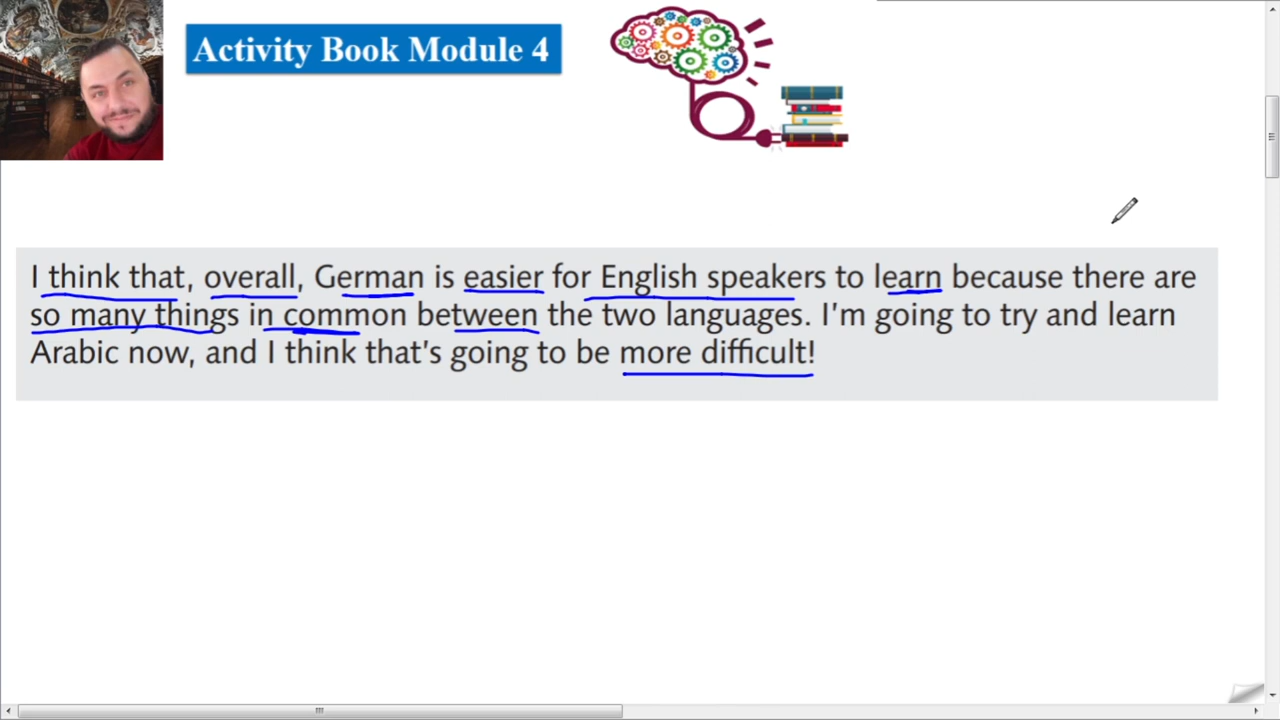 Activity Book Module 4
I think that, overall, German is easier for English speakers to learn because there are
so many things in common between the two languages. I'm going to try and learn
Arabic now, and I think that's going to be more difficult!